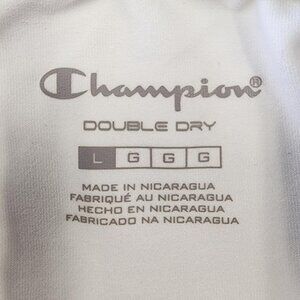 Champion®
DOUBLE DRY
L G G G
MADE IN NICARAGUA
FABRIQUÉ AU NICARAGUA
HECHO EN NICARAGUA
FABRICADO NA NICARAGUA